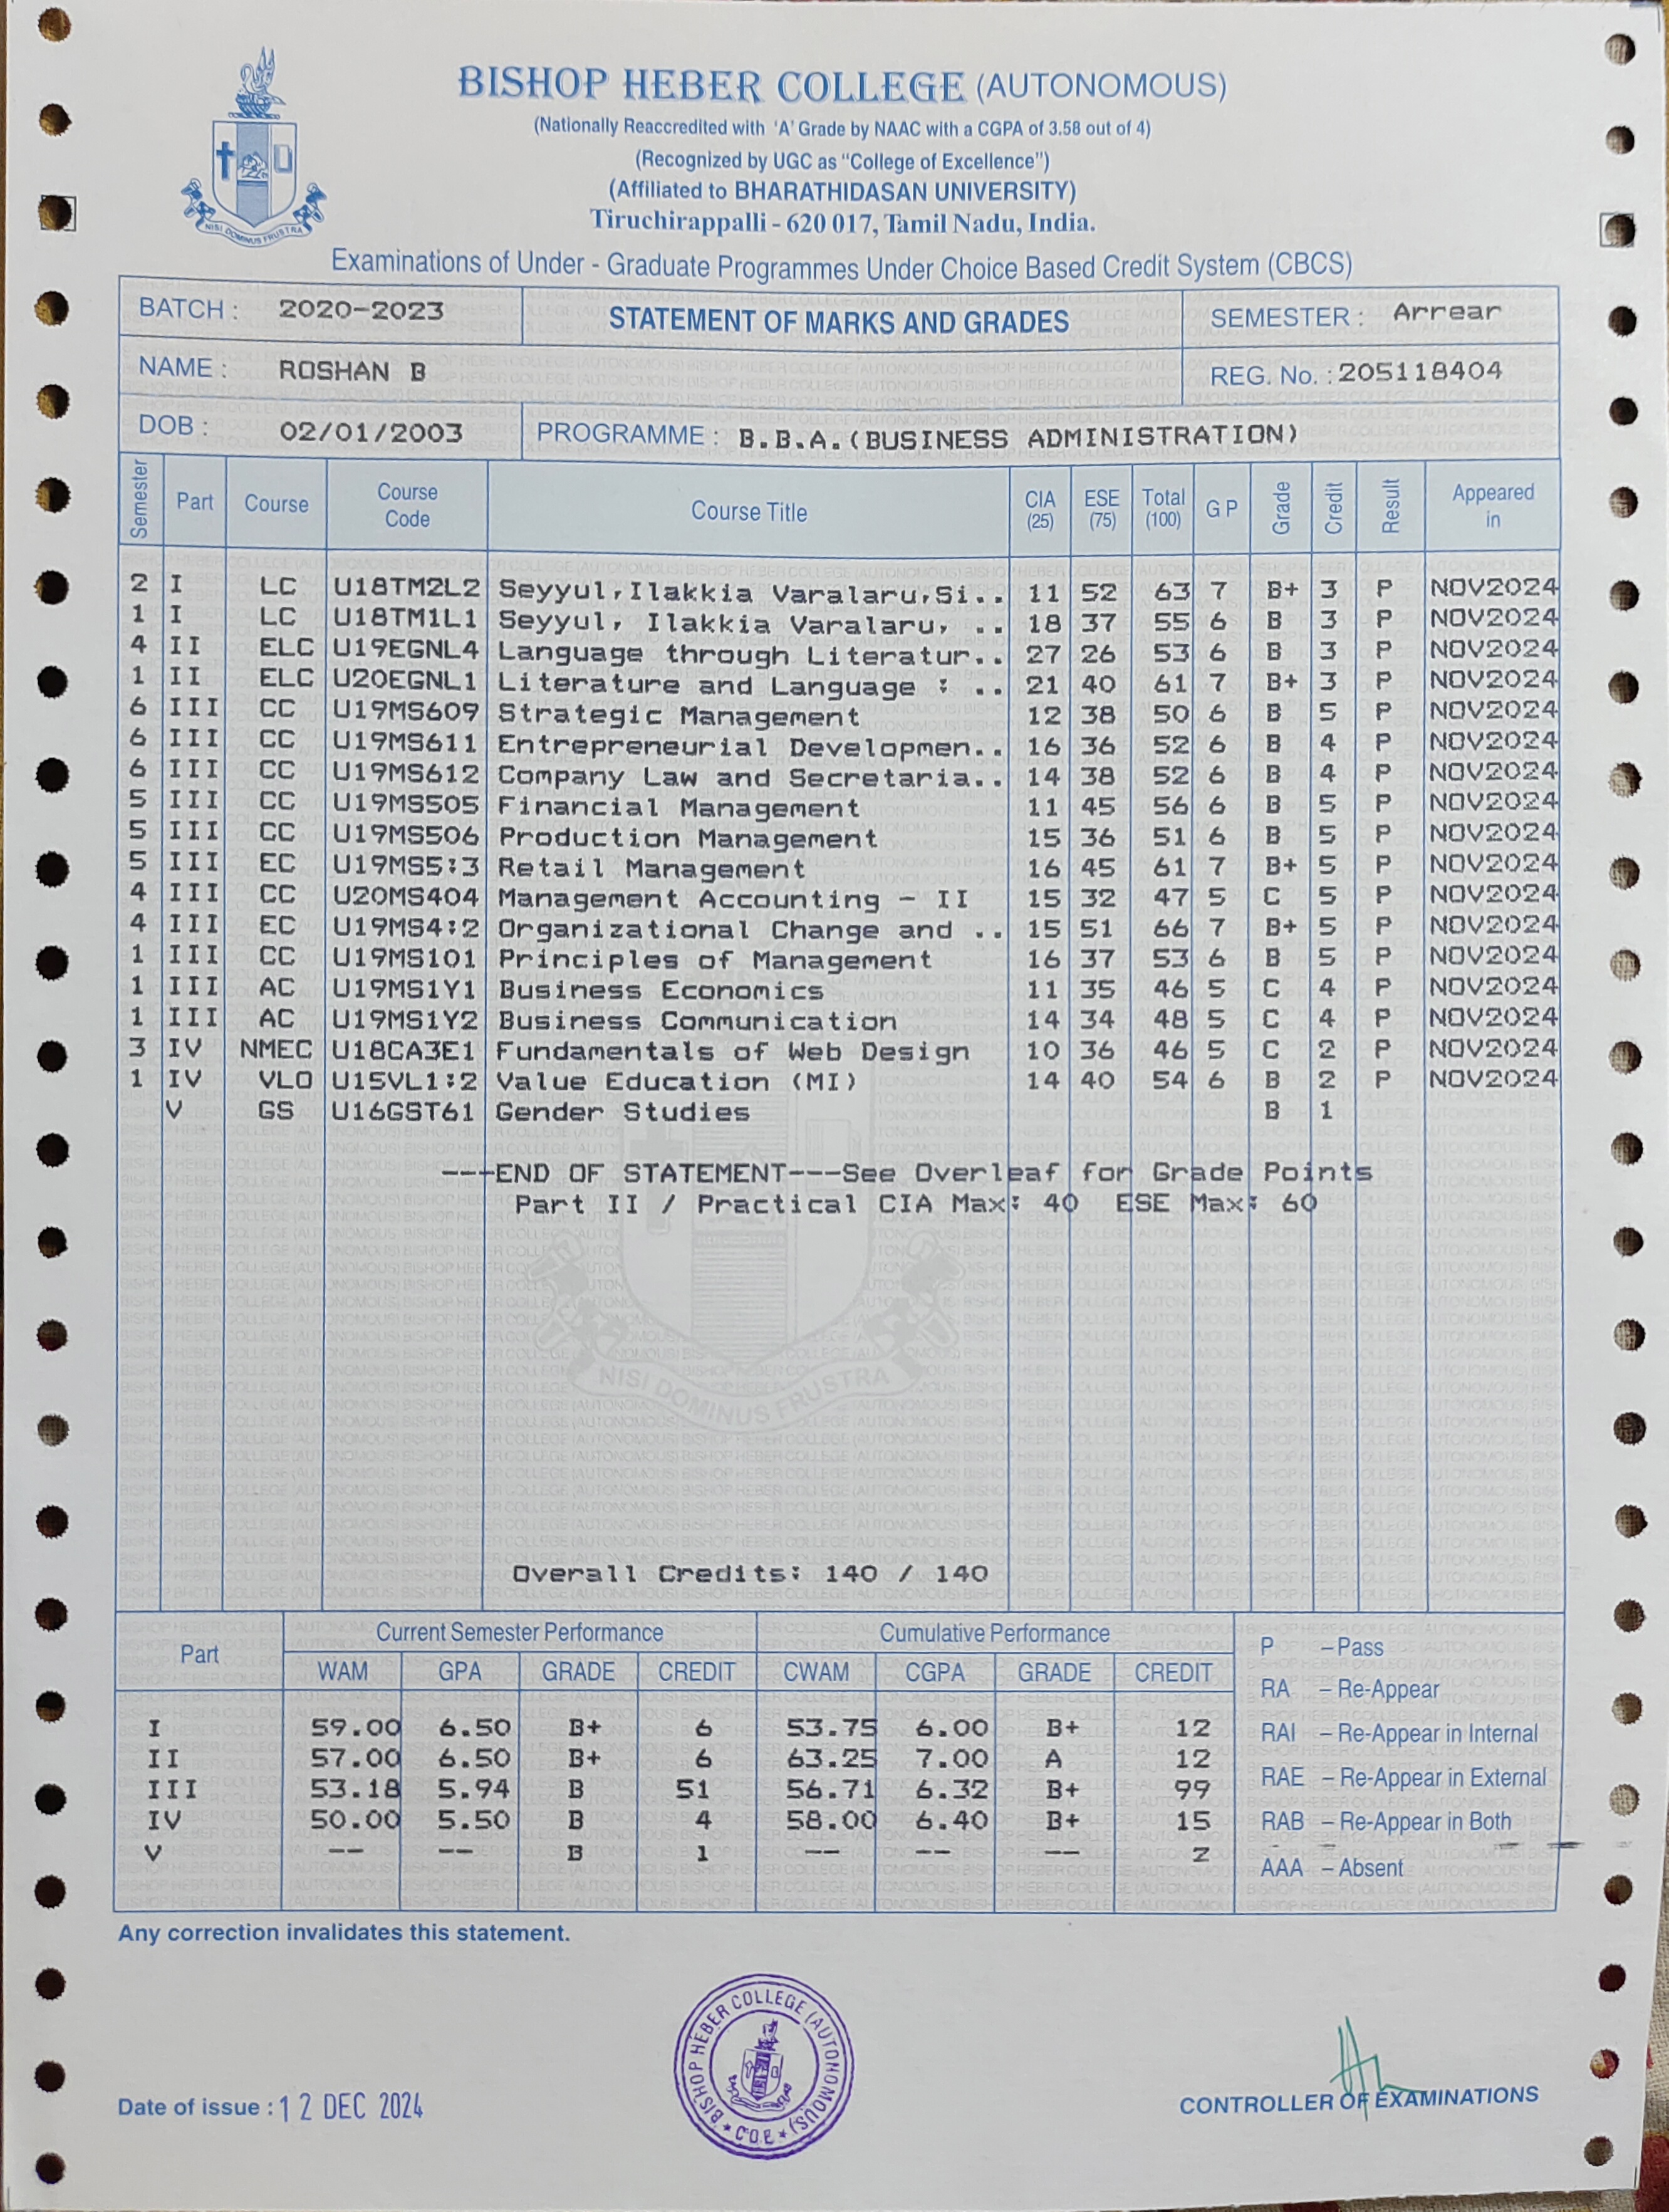 BISHOP HEBER COLLEGE (AUTONOMOUS)
(Nationally Reaccredited with 'A' Grade by NAAC with a CGPA of 3.58 out of 4)
(Recognized by UGC as “College of Excellence”)
(Affiliated to BHARATHIDASAN UNIVERSITY)
Tiruchirappalli - 620 017, Tamil Nadu, India.
NISI DOMINUS FRUSTRA
Examinations of Under - Graduate Programmes Under Choice Based Credit System (CBCS)
BATCH : 2020-2023 STATEMENT OF MARKS AND GRADES SEMESTER : Arrear
NAME : ROSHAN B REG. No. : 205118404
DOB : 02/01/2003 PROGRAMME : B.B.A.(BUSINESS ADMINISTRATION)
Semester Part Course Course Code Course Title CIA (25) ESE (75) Total (100) G P Grade Credit Result Appeared in
2 I LC U18TM2L2 Seyyul,Ilakkia Varalaru,Si.. 11 52 63 7 B+ 3 P NOV2024
1 I LC U18TM1L1 Seyyul, Ilakkia Varalaru, .. 18 37 55 6 B 3 P NOV2024
4 II ELC U19EGNL4 Language through Literatur.. 27 26 53 6 B 3 P NOV2024
1 II ELC U20EGNL1 Literature and Language : .. 21 40 61 7 B+ 3 P NOV2024
6 III CC U19MS609 Strategic Management 12 38 50 6 B 5 P NOV2024
6 III CC U19MS611 Entrepreneurial Developmen.. 16 36 52 6 B 4 P NOV2024
6 III CC U19MS612 Company Law and Secretaria.. 14 38 52 6 B 4 P NOV2024
5 III CC U19MS505 Financial Management 11 45 56 6 B 5 P NOV2024
5 III CC U19MS506 Production Management 15 36 51 6 B 5 P NOV2024
5 III EC U19MS5:3 Retail Management 16 45 61 7 B+ 5 P NOV2024
4 III CC U20MS404 Management Accounting - II 15 32 47 5 C 5 P NOV2024
4 III EC U19MS4:2 Organizational Change and .. 15 51 66 7 B+ 5 P NOV2024
1 III CC U19MS101 Principles of Management 16 37 53 6 B 5 P NOV2024
1 III AC U19MS1Y1 Business Economics 11 35 46 5 C 4 P NOV2024
1 III AC U19MS1Y2 Business Communication 14 34 48 5 C 4 P NOV2024
3 IV NMEC U18CA3E1 Fundamentals of Web Design 10 36 46 5 C 2 P NOV2024
1 IV VLO U15VL1:2 Value Education (MI) 14 40 54 6 B 2 P NOV2024
V GS U16GST61 Gender Studies B 1
---END OF STATEMENT---See Overleaf for Grade Points
Part II / Practical CIA Max: 40 ESE Max: 60
NISI DOMINUS FRUSTRA
Overall Credits: 140 / 140
Part Current Semester Performance Cumulative Performance
WAM GPA GRADE CREDIT CWAM CGPA GRADE CREDIT
I 59.00 6.50 B+ 6 53.75 6.00 B+ 12
II 57.00 6.50 B+ 6 63.25 7.00 A 12
III 53.18 5.94 B 51 56.71 6.32 B+ 99
IV 50.00 5.50 B 4 58.00 6.40 B+ 15
V -- -- B 1 -- -- -- 2
P – Pass
RA – Re-Appear
RAI – Re-Appear in Internal
RAE – Re-Appear in External
RAB – Re-Appear in Both
AAA – Absent
Any correction invalidates this statement.
BISHOP HEBER COLLEGE (AUTONOMOUS)
C.O.E
Date of issue : 12 DEC 2024
CONTROLLER OF EXAMINATIONS